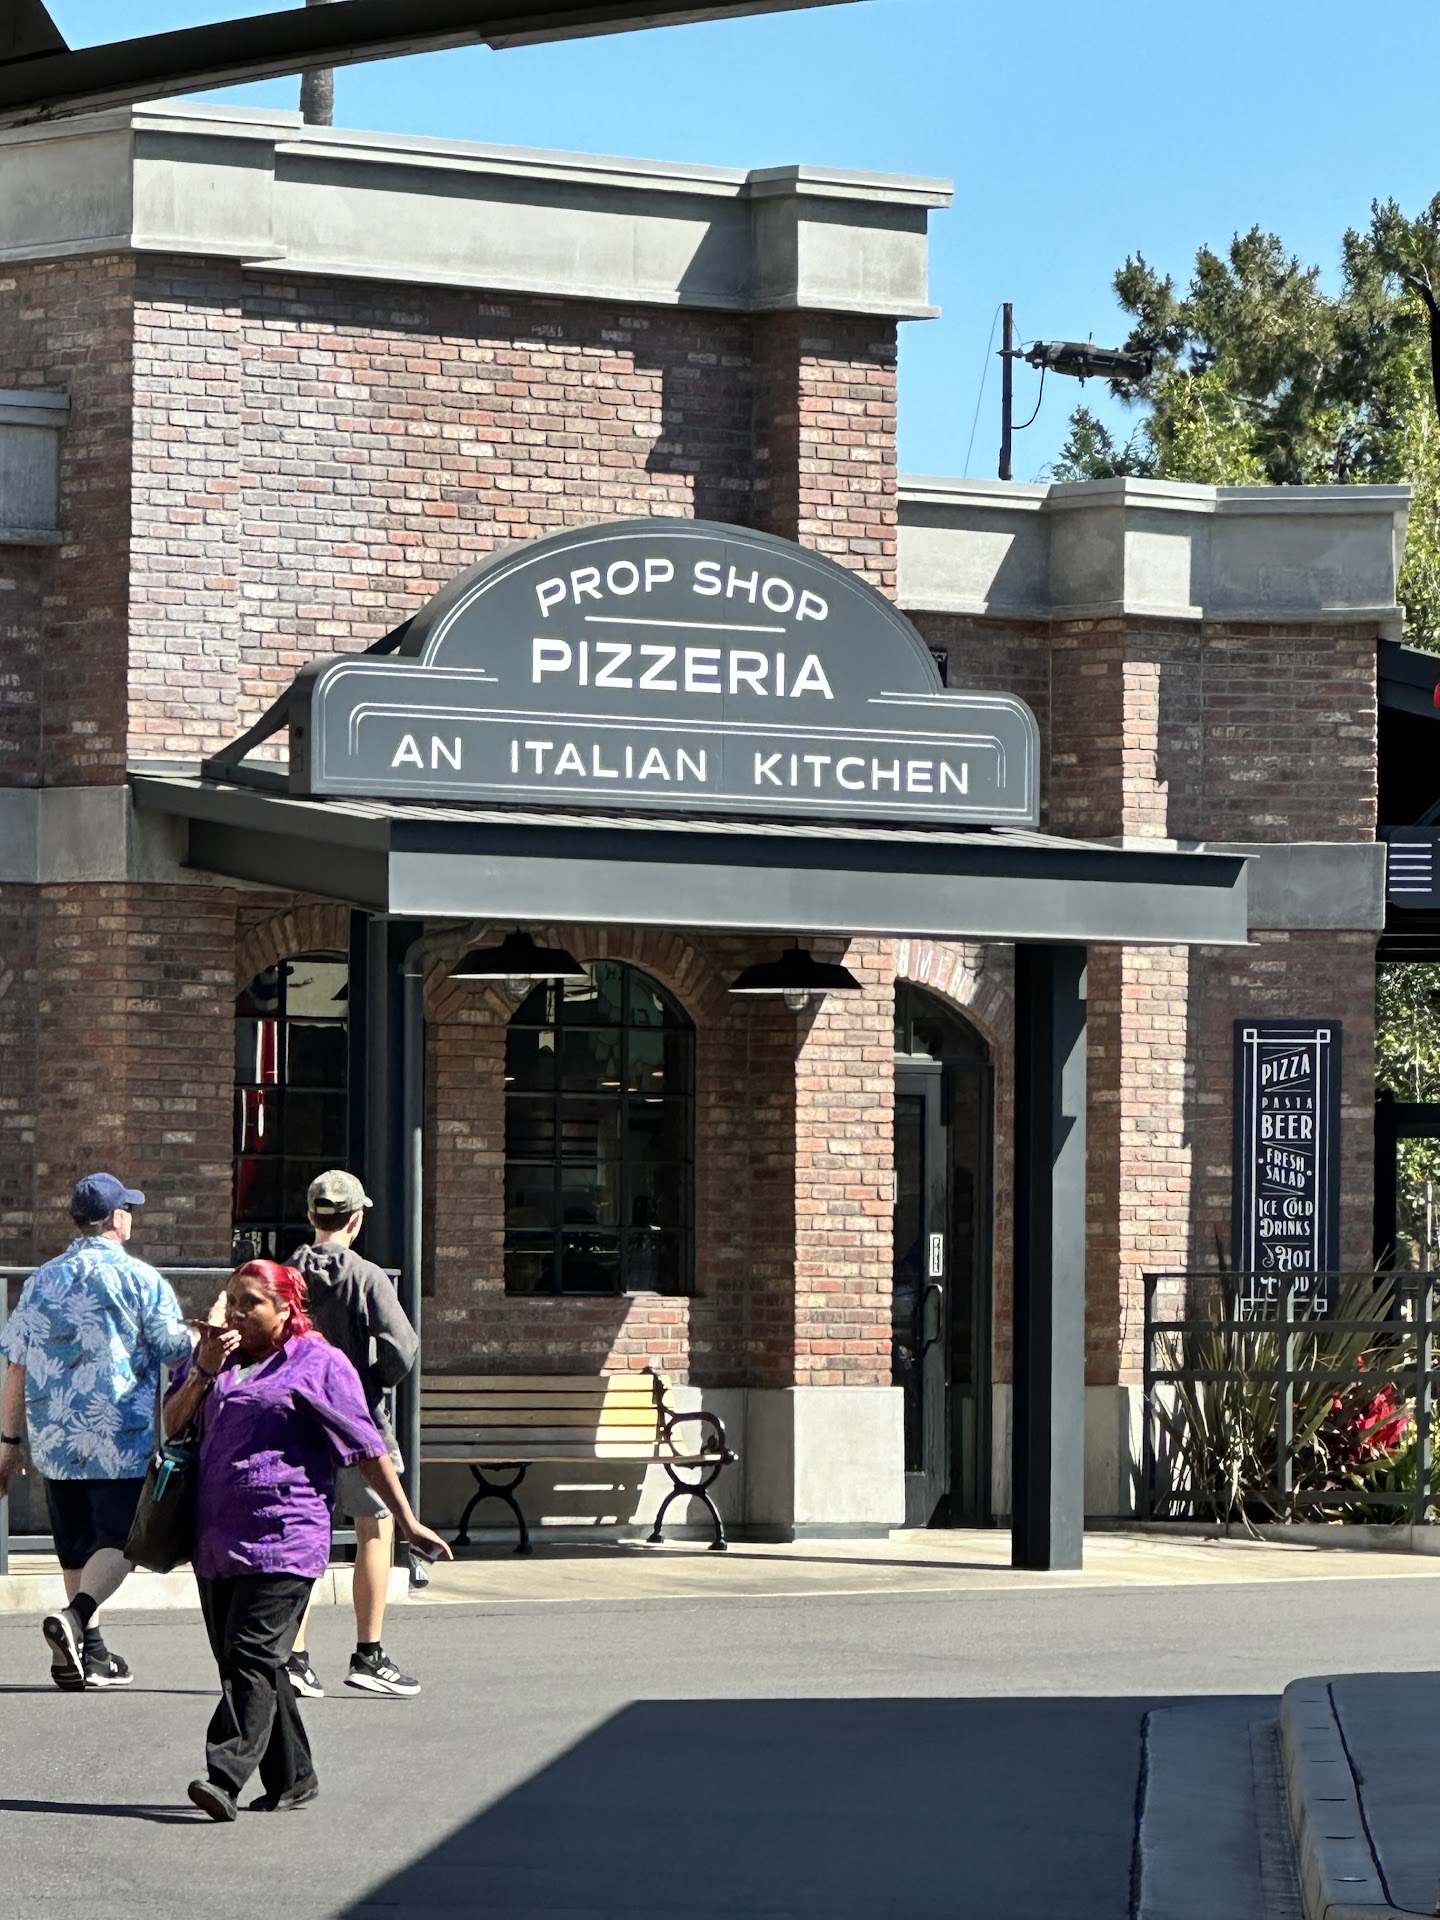 PROP SHOP
PIZZERIA
AN ITALIAN KITCHEN
PIZZA
PASTA
BEER
FRESH
SALAD
ICE COLD
DRINKS
HOT